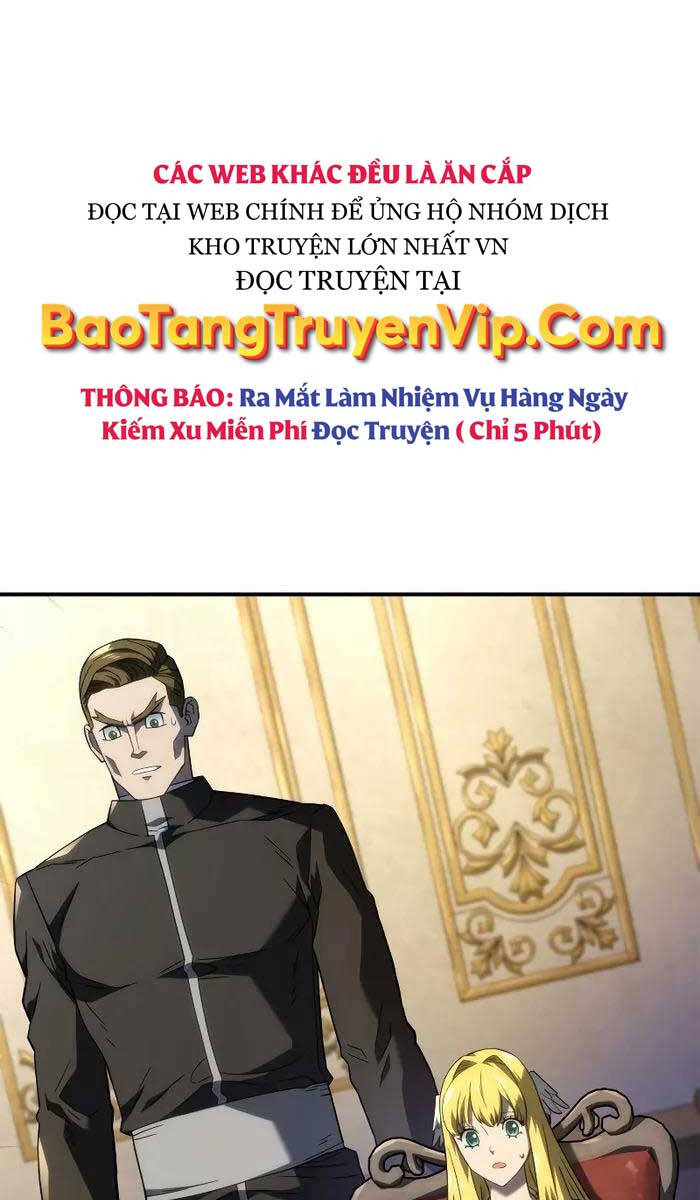 CÁC WEB KHÁC ĐỀU LÀ ĂN CẮP
ĐỌC TẠI WEB CHÍNH ĐỂ ỦNG HỘ NHÓM DỊCH
KHO TRUYỆN LỚN NHẤT VN
ĐỌC TRUYỆN TẠI
BaoTangTruyenVip.Com
THÔNG BÁO: Ra Mắt Làm Nhiệm Vụ Hàng Ngày
Kiếm Xu Miễn Phí Đọc Truyện ( Chỉ 5 Phút)